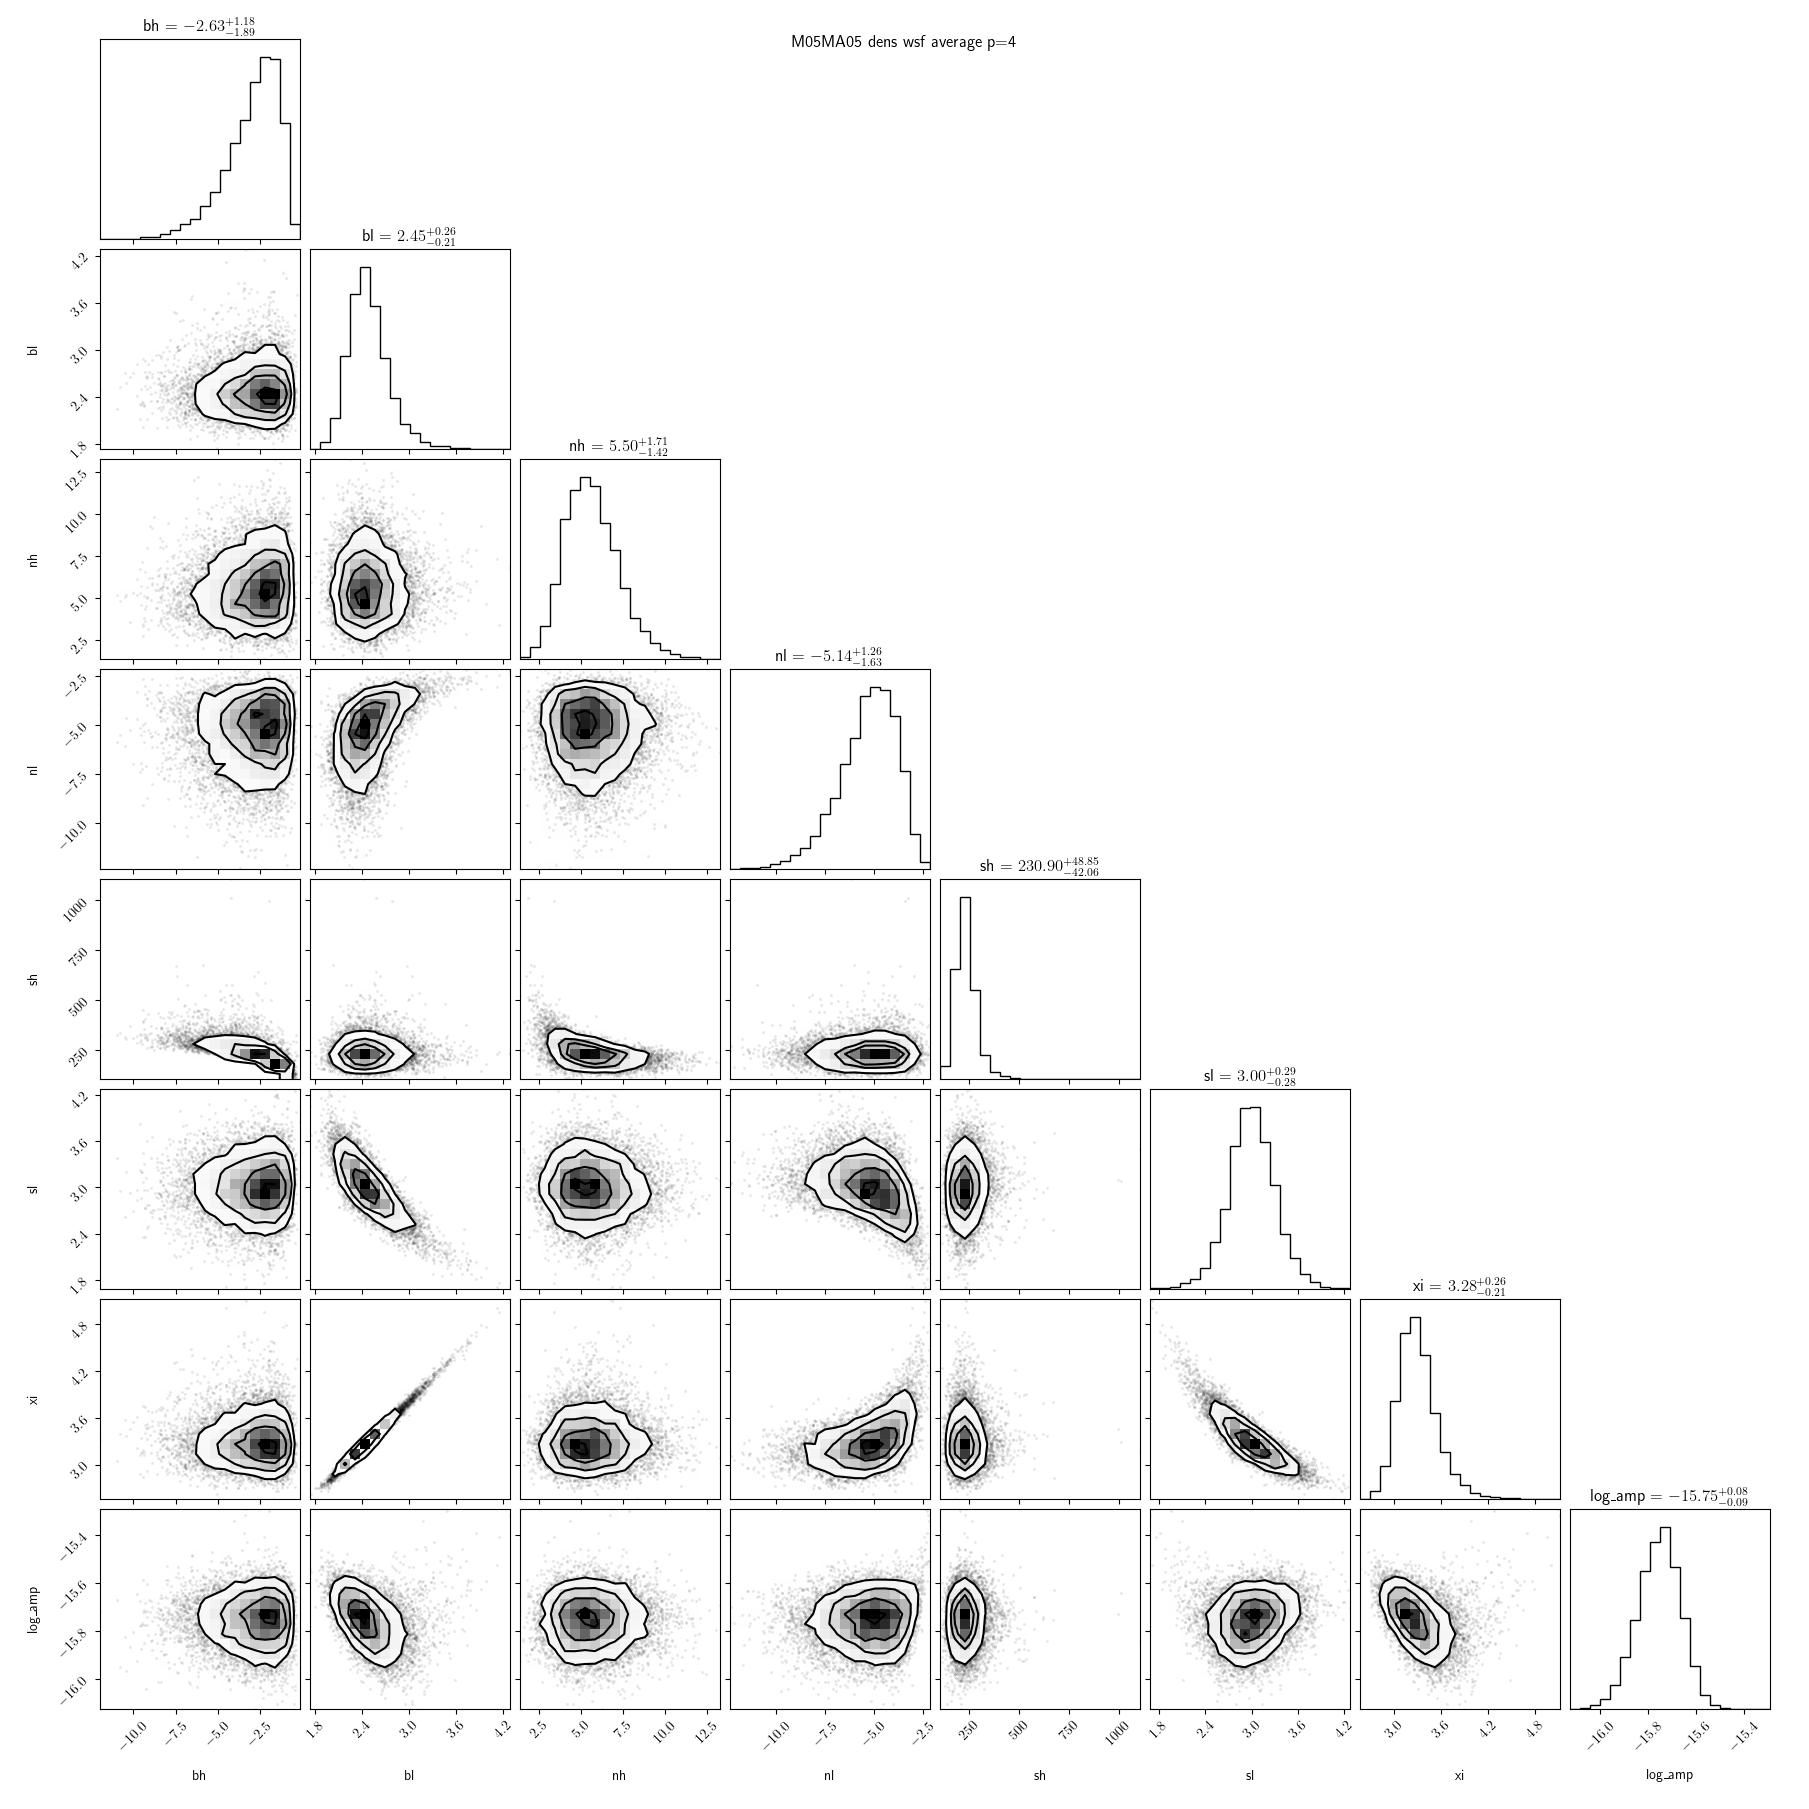 M05MA05 dens wsf average p=4
bh = −2.63 +1.18 −1.89
bl = 2.45 +0.26 −0.21
4.2
3.6
3.0
2.4
1.8
bl
nh = 5.50 +1.71 −1.42
12.5
10.0
7.5
5.0
2.5
nh
nl = −5.14 +1.26 −1.63
−2.5
−5.0
−7.5
−10.0
nl
sh = 230.90 +48.85 −42.06
1000
750
500
250
sh
sl = 3.00 +0.29 −0.28
4.2
3.6
3.0
2.4
1.8
sl
xi = 3.28 +0.26 −0.21
4.8
4.2
3.6
3.0
xi
log_amp = −15.75 +0.08 −0.09
−15.4
−15.6
−15.8
−16.0
log_amp
−10.0 −7.5 −5.0 −2.5 1.8 2.4 3.0 3.6 4.2 2.5 5.0 7.5 10.0 12.5 −10.0 −7.5 −5.0 −2.5 250 500 750 1000 1.8 2.4 3.0 3.6 4.2 3.0 3.6 4.2 4.8 −16.0 −15.8 −15.6 −15.4
bh bl nh nl sh sl xi log_amp